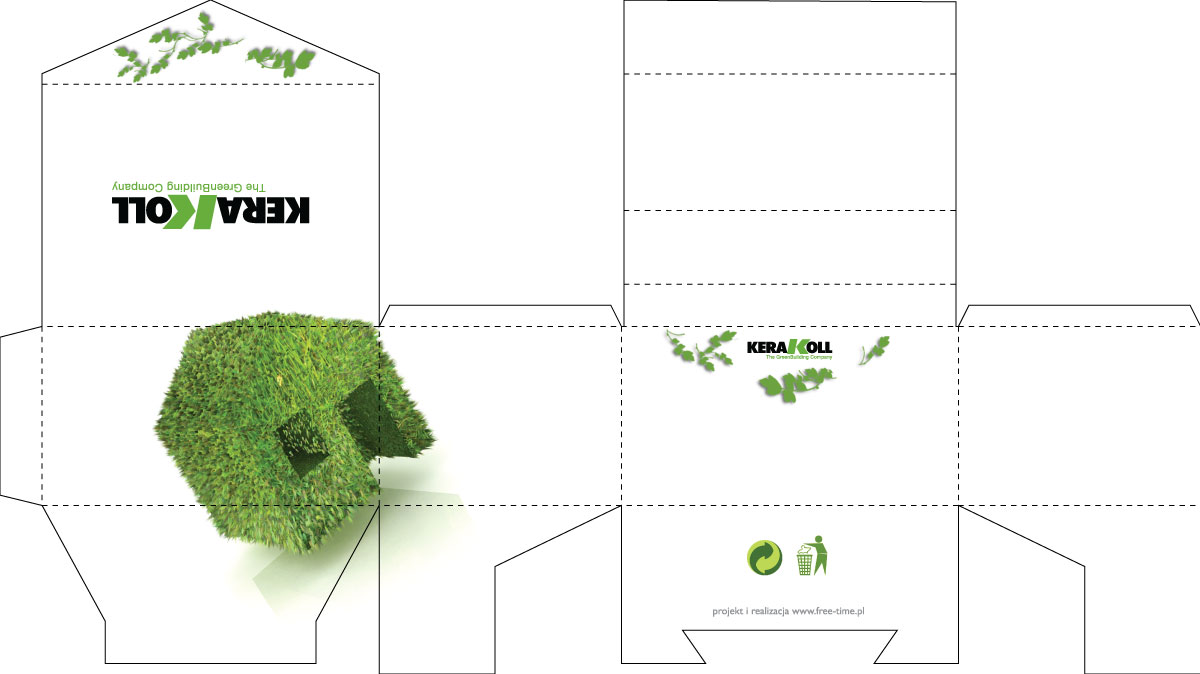 The GreenBuilding Company
KERAKOLL
KERAKOLL
The GreenBuilding Company
projekt i realizacja www.free-time.pl